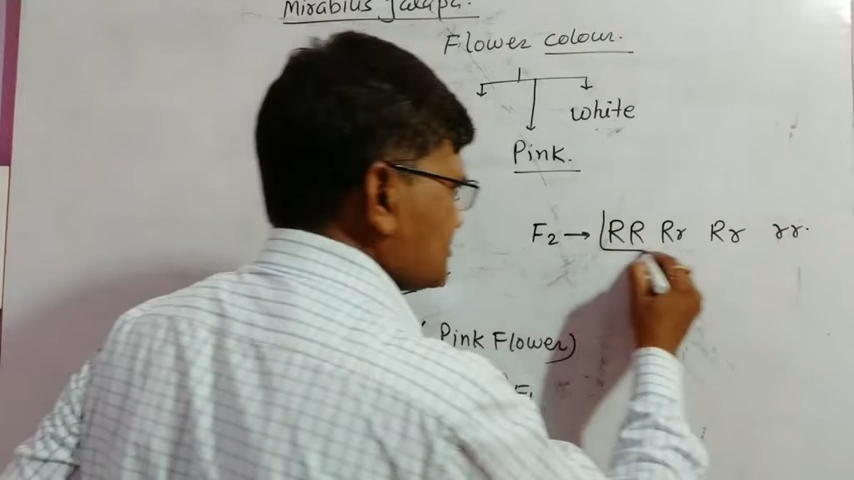 Mirabilis Jalapa.
Flower colour.
white
Pink.
F2 → RR Rr Rr rr.
( Pink Flower)
F1